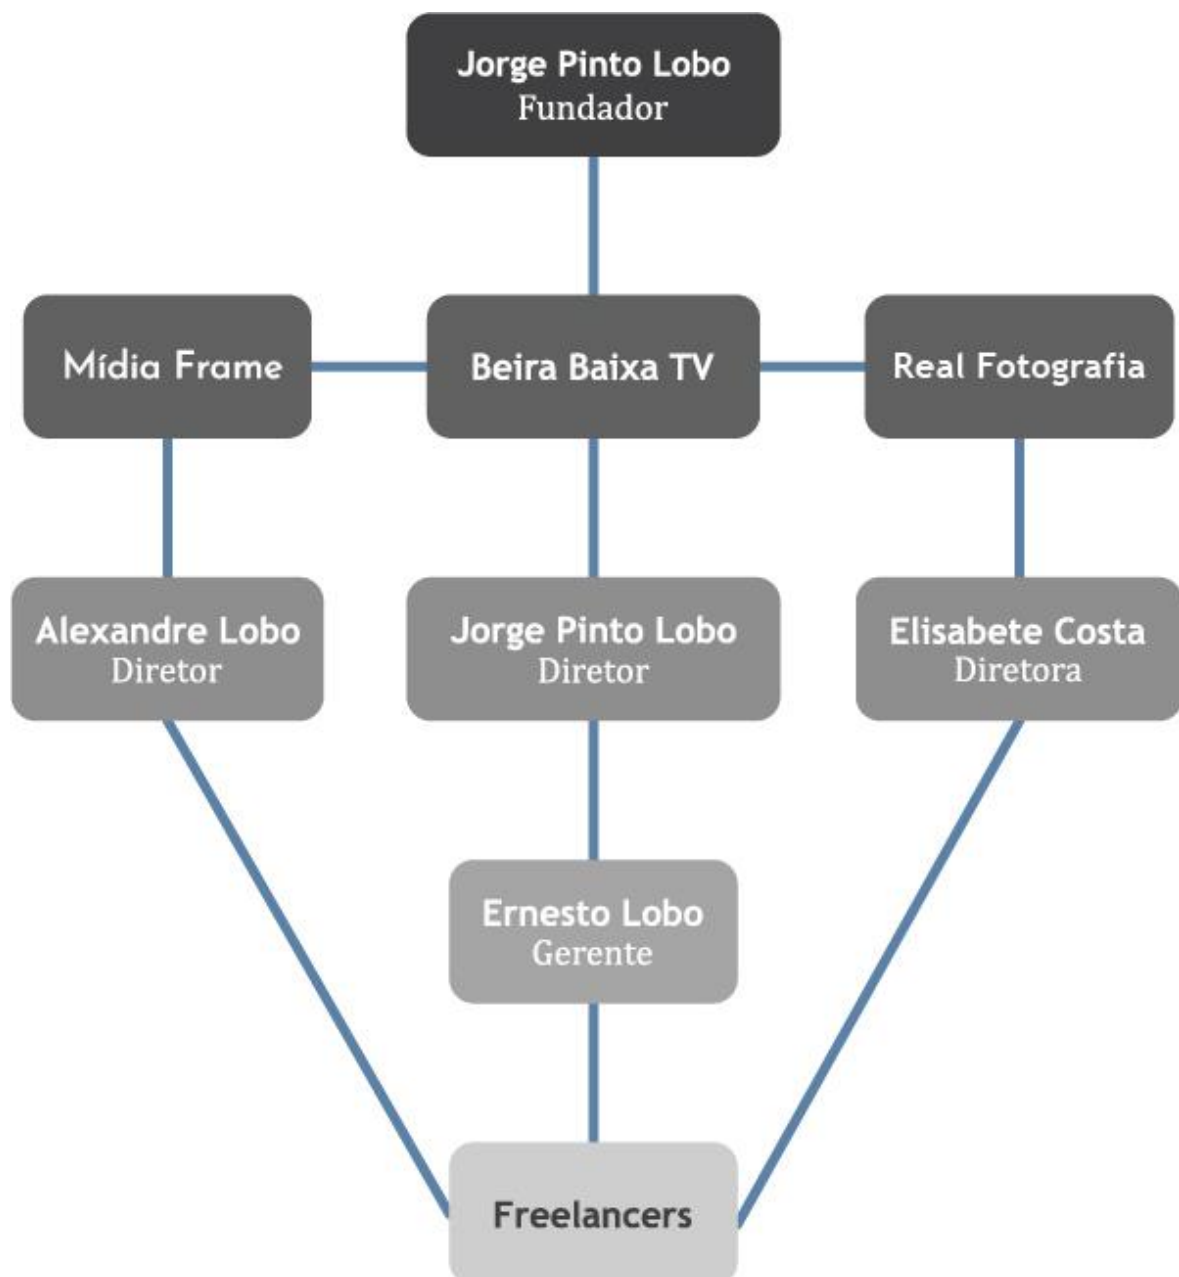 Jorge Pinto Lobo
Fundador
Mídia Frame
Beira Baixa TV
Real Fotografia
Alexandre Lobo
Diretor
Jorge Pinto Lobo
Diretor
Elisabete Costa
Diretora
Ernesto Lobo
Gerente
Freelancers